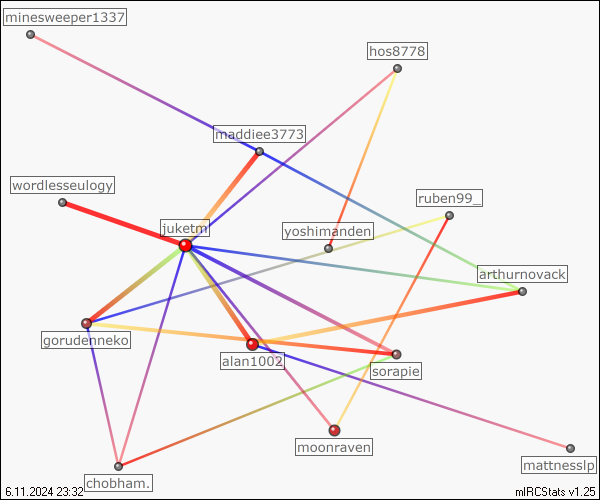 minesweeper1337
hos8778
maddiee3773
wordlesseulogy
ruben99_
juketm
yoshimanden
arthurnovack
gorudenneko
alan1002
sorapie
moonraven
mattnesslp
chobham.
6.11.2024 23:32
mIRCStats v1.25